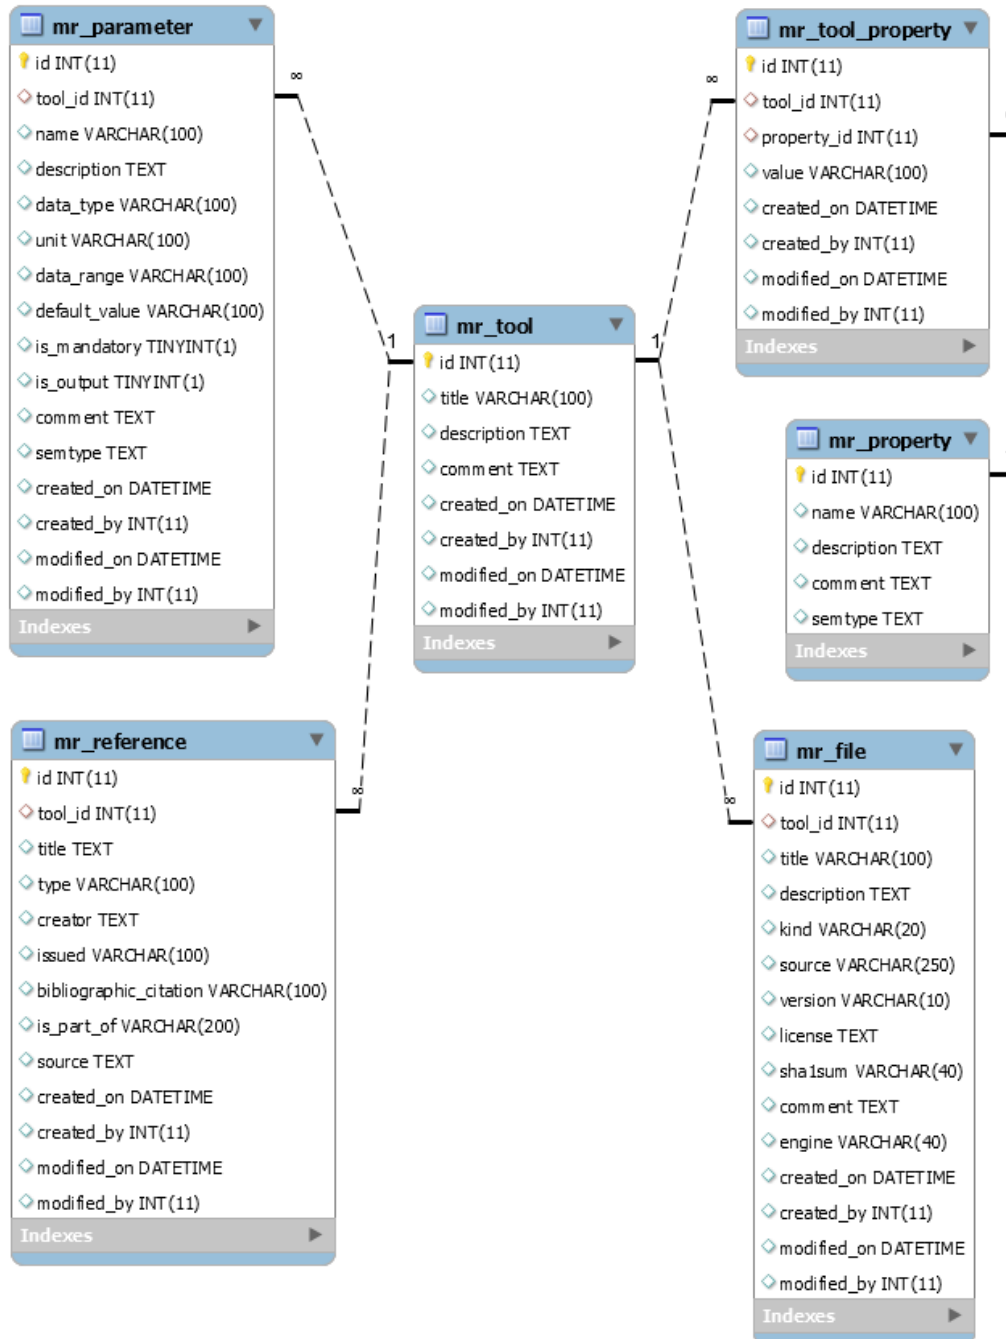 mr_parameter
id INT(11)
tool_id INT(11)
name VARCHAR(100)
description TEXT
data_type VARCHAR(100)
unit VARCHAR(100)
data_range VARCHAR(100)
default_value VARCHAR(100)
is_mandatory TINYINT(1)
is_output TINYINT(1)
comment TEXT
semtype TEXT
created_on DATETIME
created_by INT(11)
modified_on DATETIME
modified_by INT(11)
Indexes
∞
1
mr_tool
id INT(11)
title VARCHAR(100)
description TEXT
comment TEXT
created_on DATETIME
created_by INT(11)
modified_on DATETIME
modified_by INT(11)
Indexes
1
∞
mr_tool_property
id INT(11)
tool_id INT(11)
property_id INT(11)
value VARCHAR(100)
created_on DATETIME
created_by INT(11)
modified_on DATETIME
modified_by INT(11)
Indexes
mr_property
id INT(11)
name VARCHAR(100)
description TEXT
comment TEXT
semtype TEXT
Indexes
mr_reference
id INT(11)
tool_id INT(11)
title TEXT
type VARCHAR(100)
creator TEXT
issued VARCHAR(100)
bibliographic_citation VARCHAR(100)
is_part_of VARCHAR(200)
source TEXT
created_on DATETIME
created_by INT(11)
modified_on DATETIME
modified_by INT(11)
Indexes
∞
∞
mr_file
id INT(11)
tool_id INT(11)
title VARCHAR(100)
description TEXT
kind VARCHAR(20)
source VARCHAR(250)
version VARCHAR(10)
license TEXT
sha1sum VARCHAR(40)
comment TEXT
engine VARCHAR(40)
created_on DATETIME
created_by INT(11)
modified_on DATETIME
modified_by INT(11)
Indexes